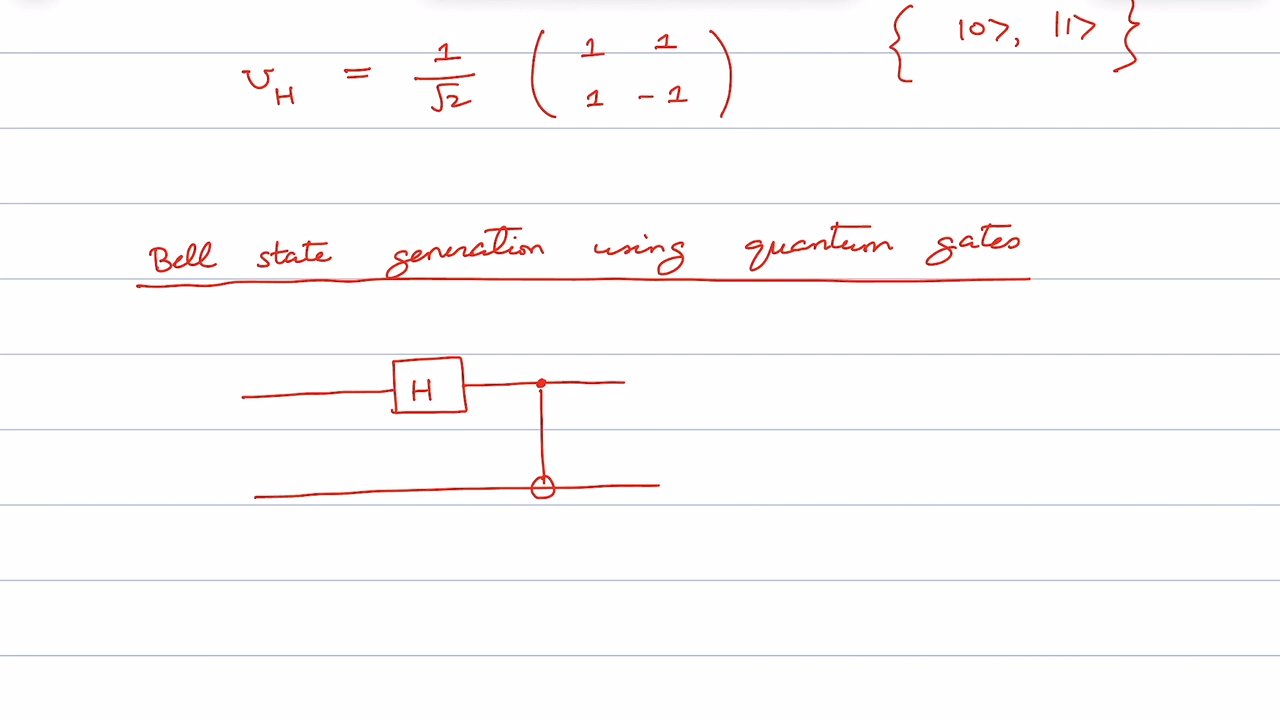 U_H = 1/√2 ( 1 1 ; 1 -1 ) { |0>, |1> }
Bell state generation using quantum gates
H